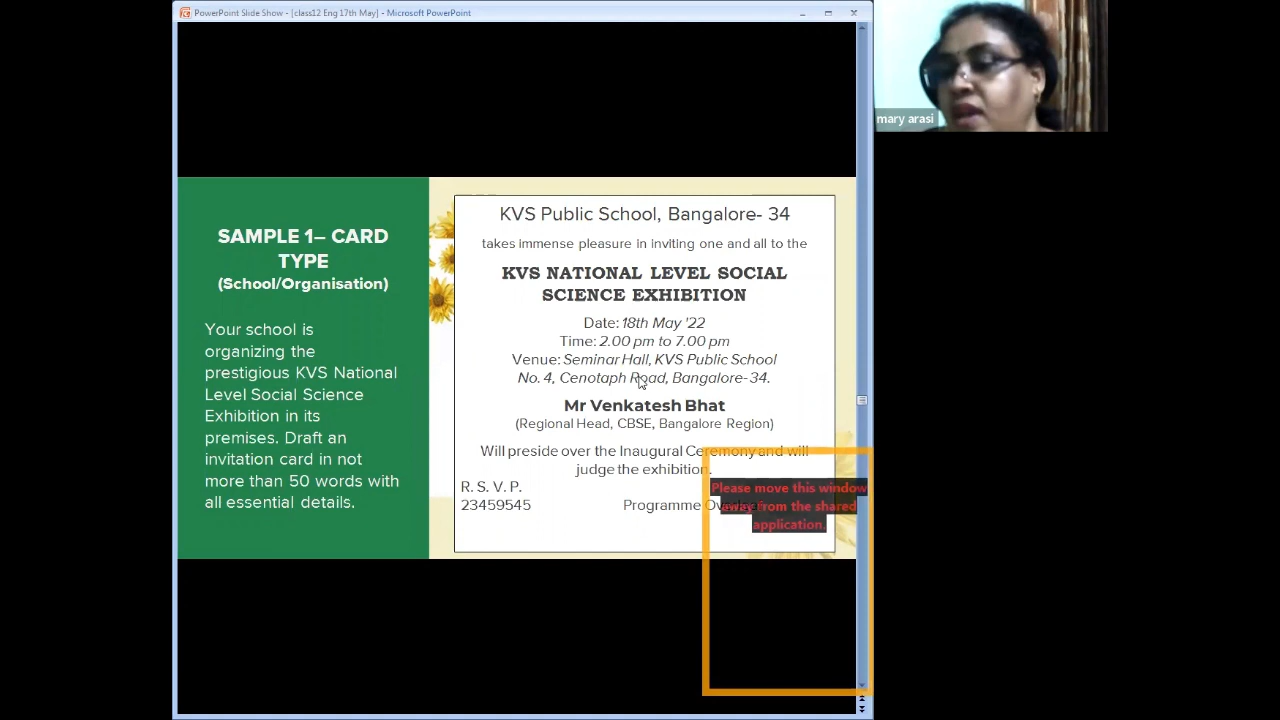 PowerPoint Slide Show - [class12 Eng 17th May] - Microsoft PowerPoint
mary arasi
SAMPLE 1– CARD
TYPE
(School/Organisation)
Your school is
organizing the
prestigious KVS National
Level Social Science
Exhibition in its
premises. Draft an
invitation card in not
more than 50 words with
all essential details.
KVS Public School, Bangalore- 34
takes immense pleasure in inviting one and all to the
KVS NATIONAL LEVEL SOCIAL
SCIENCE EXHIBITION
Date: 18th May '22
Time: 2.00 pm to 7.00 pm
Venue: Seminar Hall, KVS Public School
No. 4, Cenotaph Road, Bangalore-34.
Mr Venkatesh Bhat
(Regional Head, CBSE, Bangalore Region)
Will preside over the Inaugural Ceremony and will
judge the exhibition.
R. S. V. P.
23459545
Programme
Please move this window
away from the shared
application.